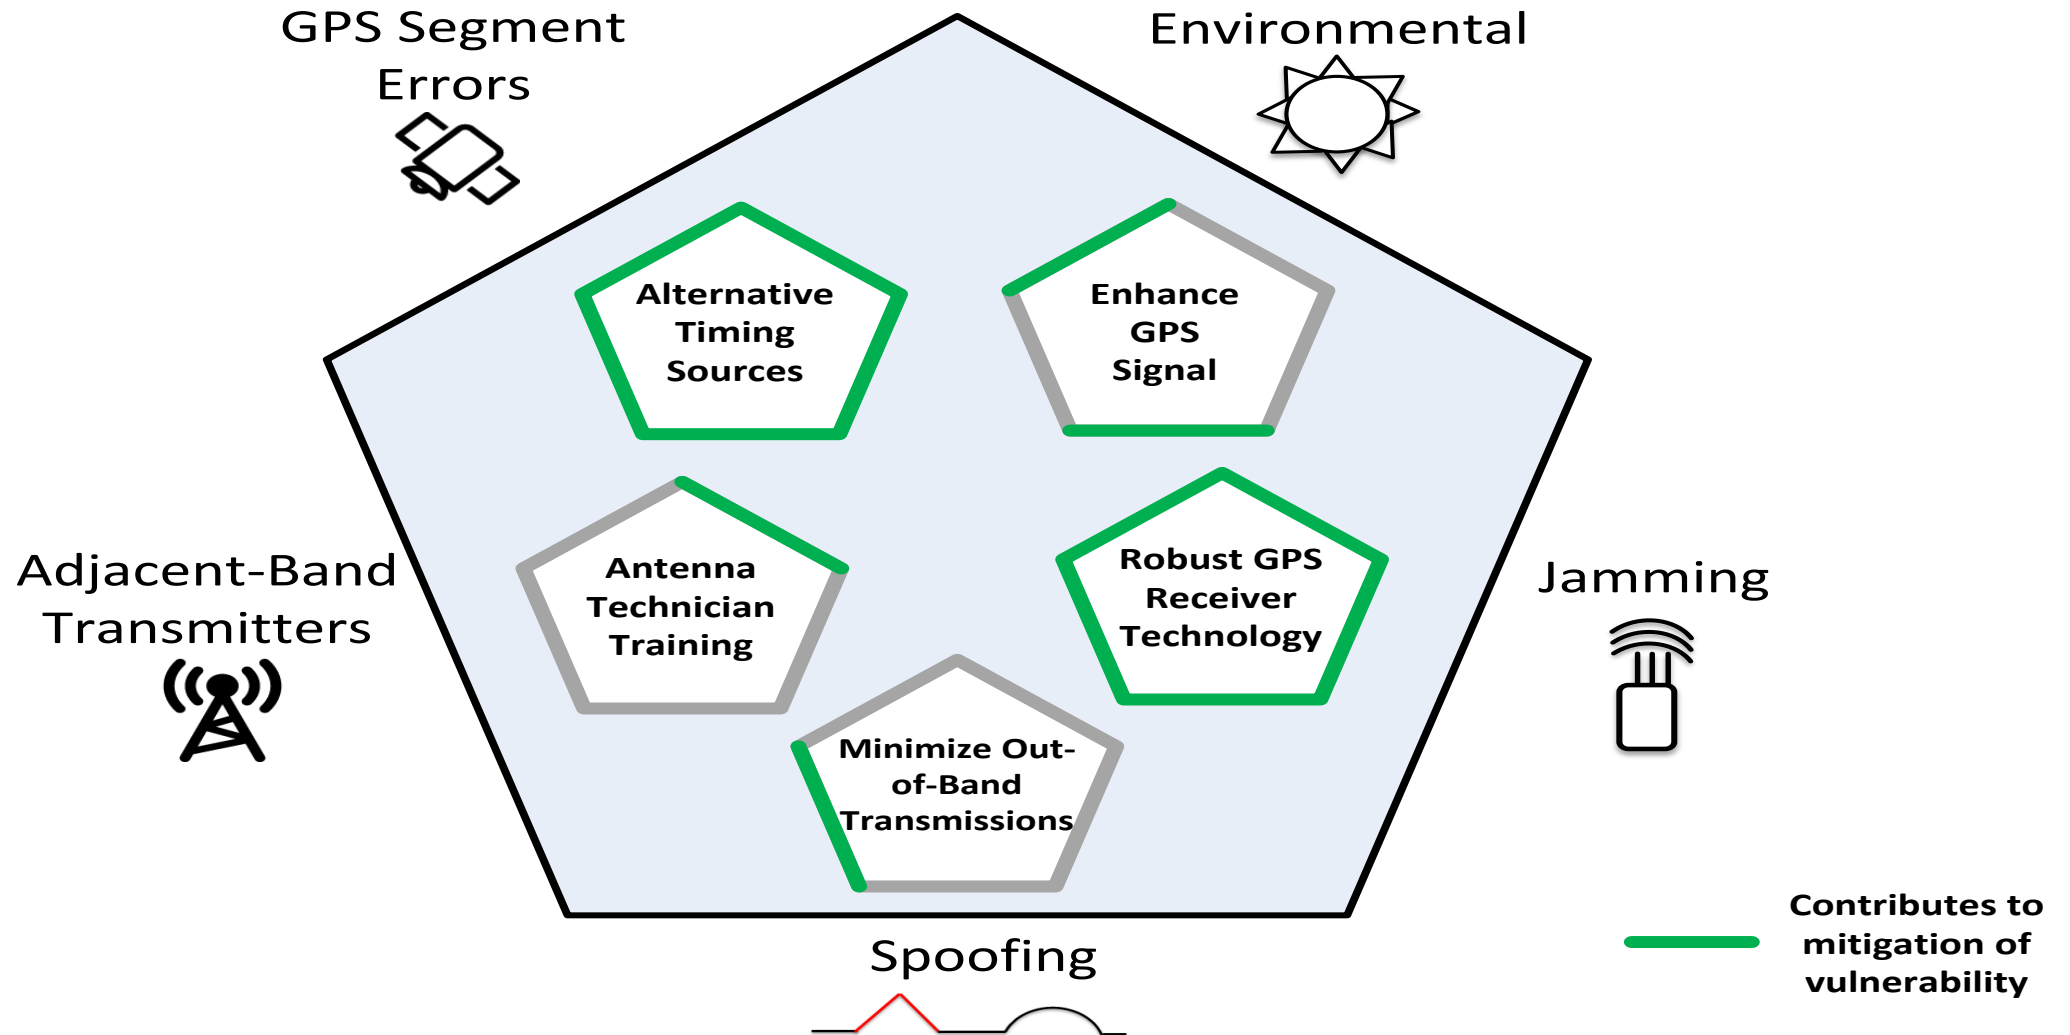 GPS Segment
Errors
Environmental
Alternative
Timing
Sources
Enhance
GPS
Signal
Adjacent-Band
Transmitters
Antenna
Technician
Training
Robust GPS
Receiver
Technology
Jamming
Minimize Out-
of-Band
Transmissions
Spoofing
Contributes to
mitigation of
vulnerability